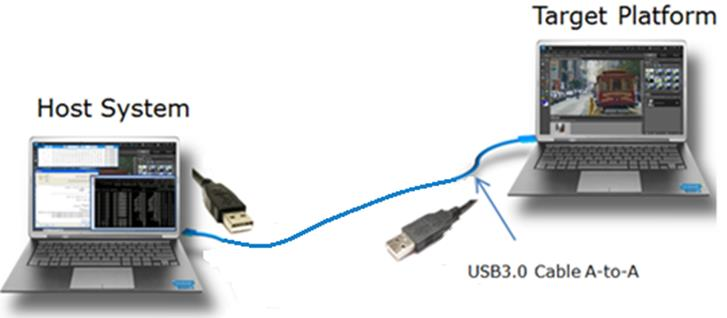 Target Platform
Host System
USB3.0 Cable A-to-A